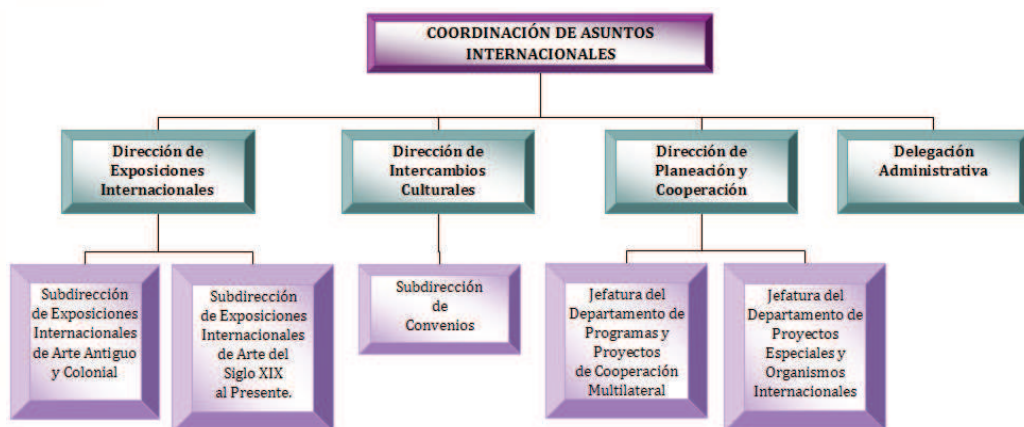 COORDINACIÓN DE ASUNTOS
INTERNACIONALES
Dirección de
Exposiciones
Internacionales
Dirección de
Intercambios
Culturales
Dirección de
Planeación y
Cooperación
Delegación
Administrativa
Subdirección
de Exposiciones
Internacionales
de Arte Antiguo
y Colonial
Subdirección
de Exposiciones
Internacionales
de Arte del
Siglo XIX
al Presente.
Subdirección
de
Convenios
Jefatura del
Departamento de
Programas y
Proyectos
de Cooperación
Multilateral
Jefatura del
Departamento de
Proyectos
Especiales y
Organismos
Internacionales